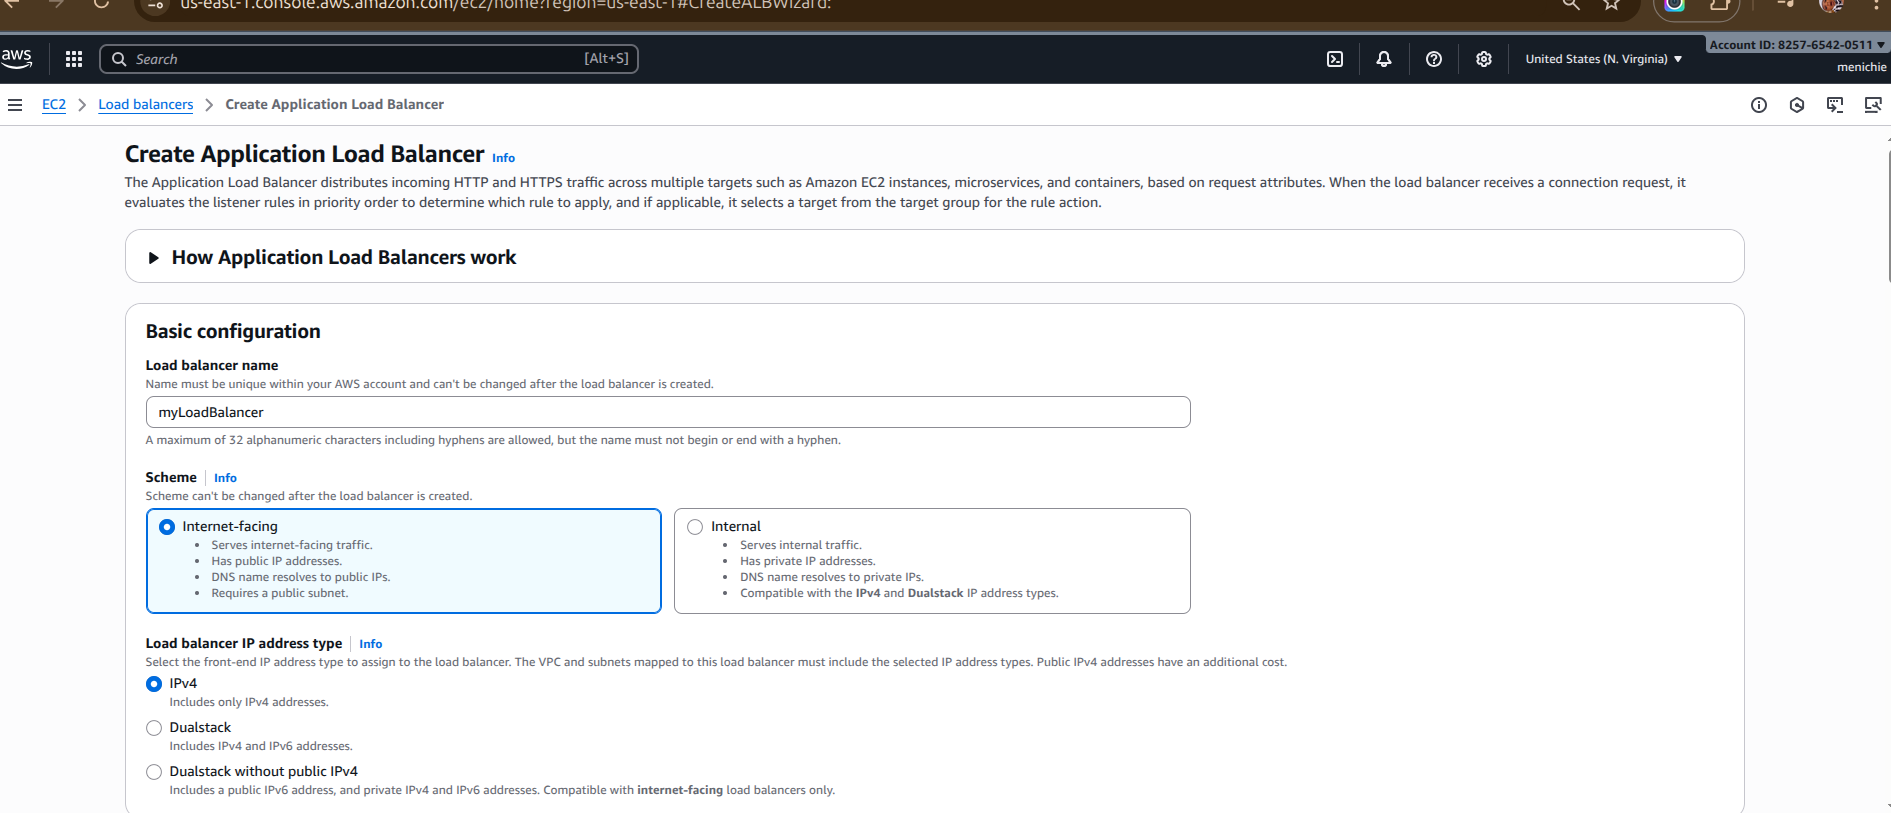 us-east-1.console.aws.amazon.com/ec2/home?region=us-east-1#CreateALBWizard:
aws
Search
[Alt+S]
United States (N. Virginia)
Account ID: 8257-6542-0511
menichie
EC2
Load balancers
Create Application Load Balancer
Create Application Load Balancer Info
The Application Load Balancer distributes incoming HTTP and HTTPS traffic across multiple targets such as Amazon EC2 instances, microservices, and containers, based on request attributes. When the load balancer receives a connection request, it
evaluates the listener rules in priority order to determine which rule to apply, and if applicable, it selects a target from the target group for the rule action.
How Application Load Balancers work
Basic configuration
Load balancer name
Name must be unique within your AWS account and can't be changed after the load balancer is created.
myLoadBalancer
A maximum of 32 alphanumeric characters including hyphens are allowed, but the name must not begin or end with a hyphen.
Scheme Info
Scheme can't be changed after the load balancer is created.
Internet-facing
• Serves internet-facing traffic.
• Has public IP addresses.
• DNS name resolves to public IPs.
• Requires a public subnet.
Internal
• Serves internal traffic.
• Has private IP addresses.
• DNS name resolves to private IPs.
• Compatible with the IPv4 and Dualstack IP address types.
Load balancer IP address type Info
Select the front-end IP address type to assign to the load balancer. The VPC and subnets mapped to this load balancer must include the selected IP address types. Public IPv4 addresses have an additional cost.
IPv4
Includes only IPv4 addresses.
Dualstack
Includes IPv4 and IPv6 addresses.
Dualstack without public IPv4
Includes a public IPv6 address, and private IPv4 and IPv6 addresses. Compatible with internet-facing load balancers only.